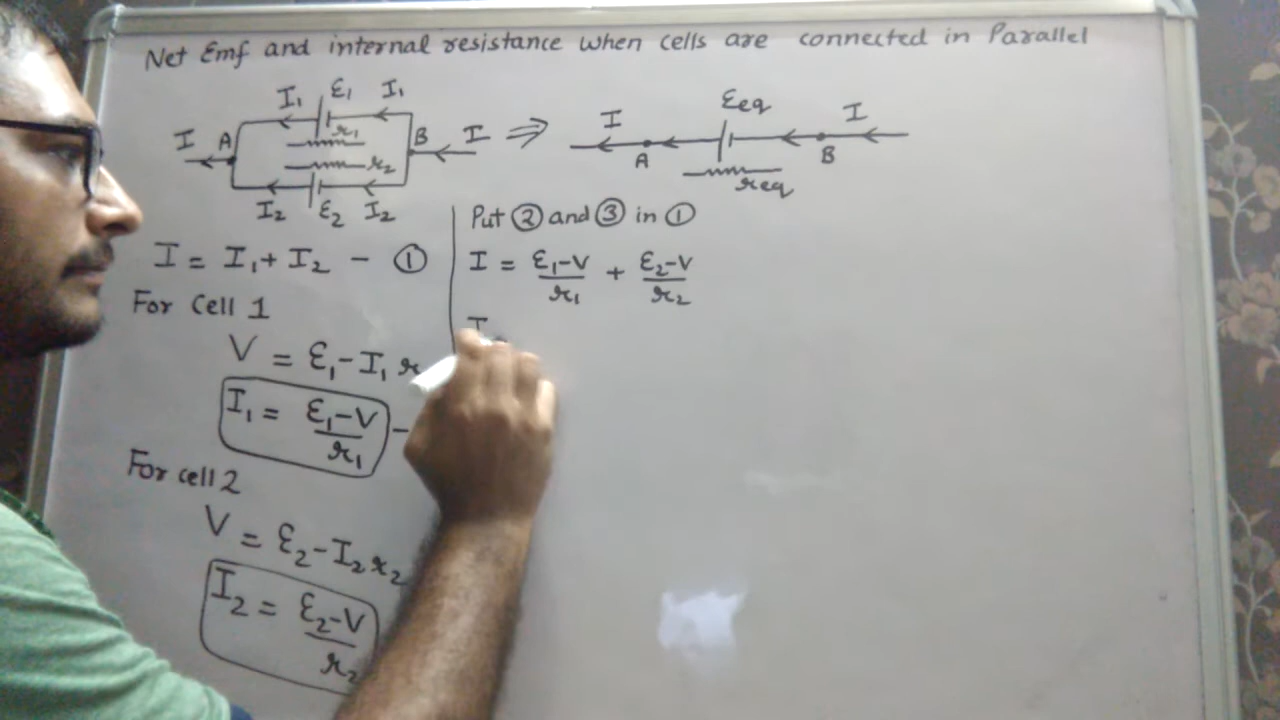 Net Emf and internal resistance when cells are connected in Parallel
I₁ ε₁ I₁
I A r₁ B I ⇒
r₂
I₂ ε₂ I₂
εeq
I I
A B
req
I = I₁ + I₂ - ①
For Cell 1
V = ε₁ - I₁ r
I₁ = ε₁-V/r₁ -
For cell 2
V = ε₂ - I₂ r₂
I₂ = ε₂-V/r₂
Put ② and ③ in ①
I = ε₁-V/r₁ + ε₂-V/r₂
I